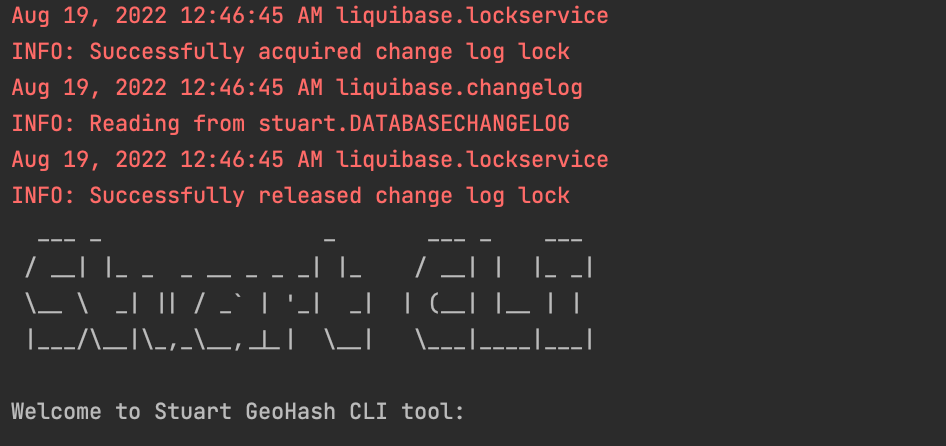 Aug 19, 2022 12:46:45 AM liquibase.lockservice
INFO: Successfully acquired change log lock
Aug 19, 2022 12:46:45 AM liquibase.changelog
INFO: Reading from stuart.DATABASECHANGELOG
Aug 19, 2022 12:46:45 AM liquibase.lockservice
INFO: Successfully released change log lock
Stuart CLI
Welcome to Stuart GeoHash CLI tool: